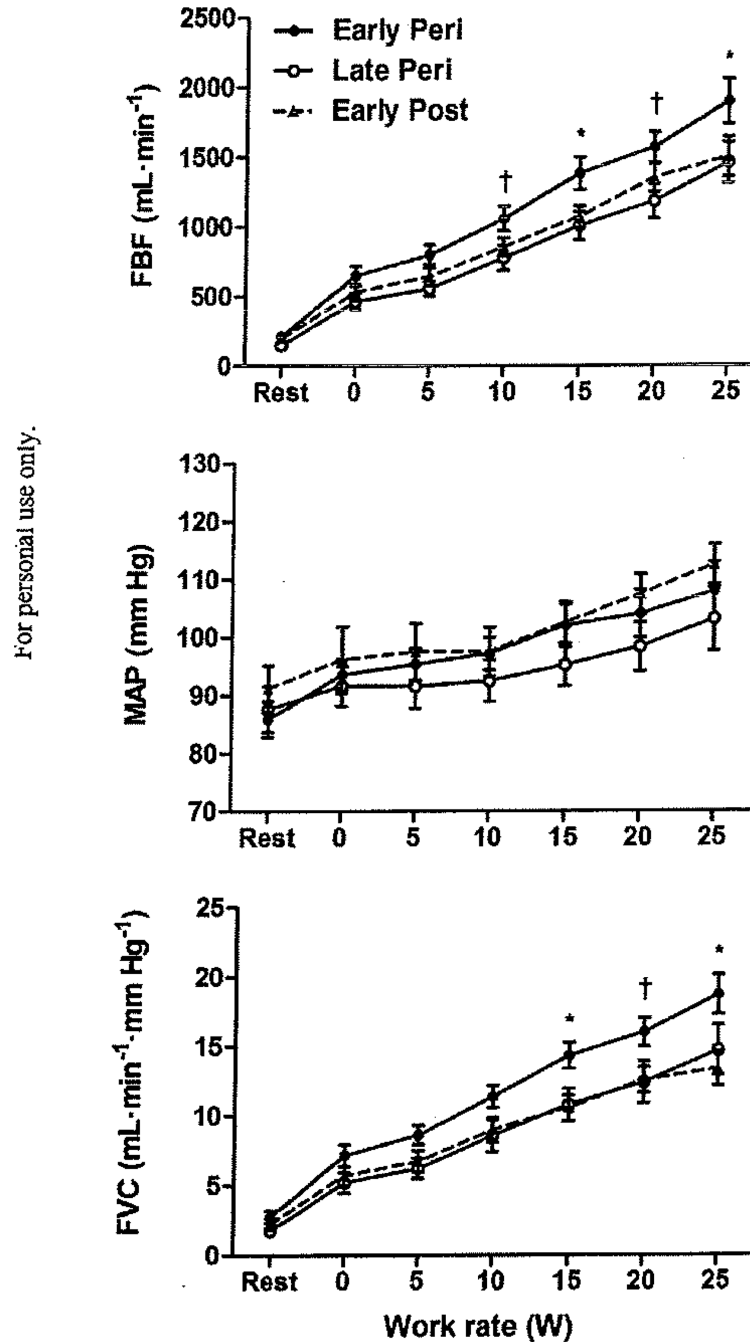 2500
Early Peri
Late Peri
Early Post
2000
1500
1000
500
0
FBF (mL·min⁻¹)
*
†
*
†
Rest 0 5 10 15 20 25
For personal use only.
130
120
110
100
90
80
70
MAP (mm Hg)
Rest 0 5 10 15 20 25
25
20
15
10
5
0
FVC (mL·min⁻¹·mm Hg⁻¹)
*
†
*
Rest 0 5 10 15 20 25
Work rate (W)